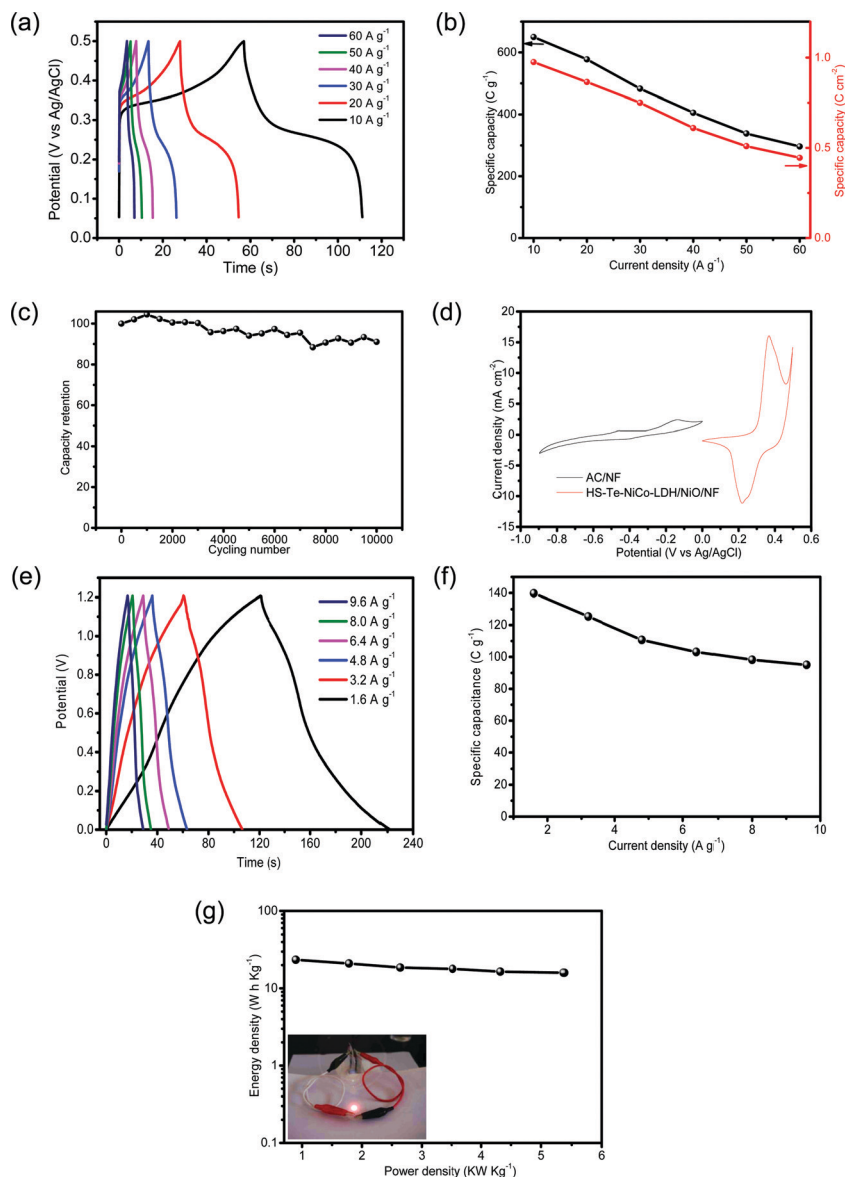 (a)
60 A g⁻¹
50 A g⁻¹
40 A g⁻¹
30 A g⁻¹
20 A g⁻¹
10 A g⁻¹
0.5
0.4
0.3
0.2
0.1
0.0
Potential (V vs Ag/AgCl)
0 20 40 60 80 100 120
Time (s)
(b)
600
400
200
0
Specific capacity (C g⁻¹)
1.0
0.5
0.0
Specific capacity (C cm⁻²)
10 20 30 40 50 60
Current density (A g⁻¹)
(c)
100
80
60
40
20
0
Capacity retention
0 2000 4000 6000 8000 10000
Cycling number
(d)
20
15
10
5
0
-5
-10
-15
Current density (mA cm⁻²)
AC/NF
HS-Te-NiCo-LDH/NiO/NF
-1.0 -0.8 -0.6 -0.4 -0.2 0.0 0.2 0.4 0.6
Potential (V vs Ag/AgCl)
(e)
9.6 A g⁻¹
8.0 A g⁻¹
6.4 A g⁻¹
4.8 A g⁻¹
3.2 A g⁻¹
1.6 A g⁻¹
1.2
1.0
0.8
0.6
0.4
0.2
0.0
Potential (V)
0 40 80 120 160 200 240
Time (s)
(f)
140
120
100
80
60
40
20
0
Specific capacitance (C g⁻¹)
2 4 6 8 10
Current density (A g⁻¹)
(g)
100
10
1
0.1
Energy density (W h Kg⁻¹)
1 2 3 4 5 6
Power density (KW Kg⁻¹)